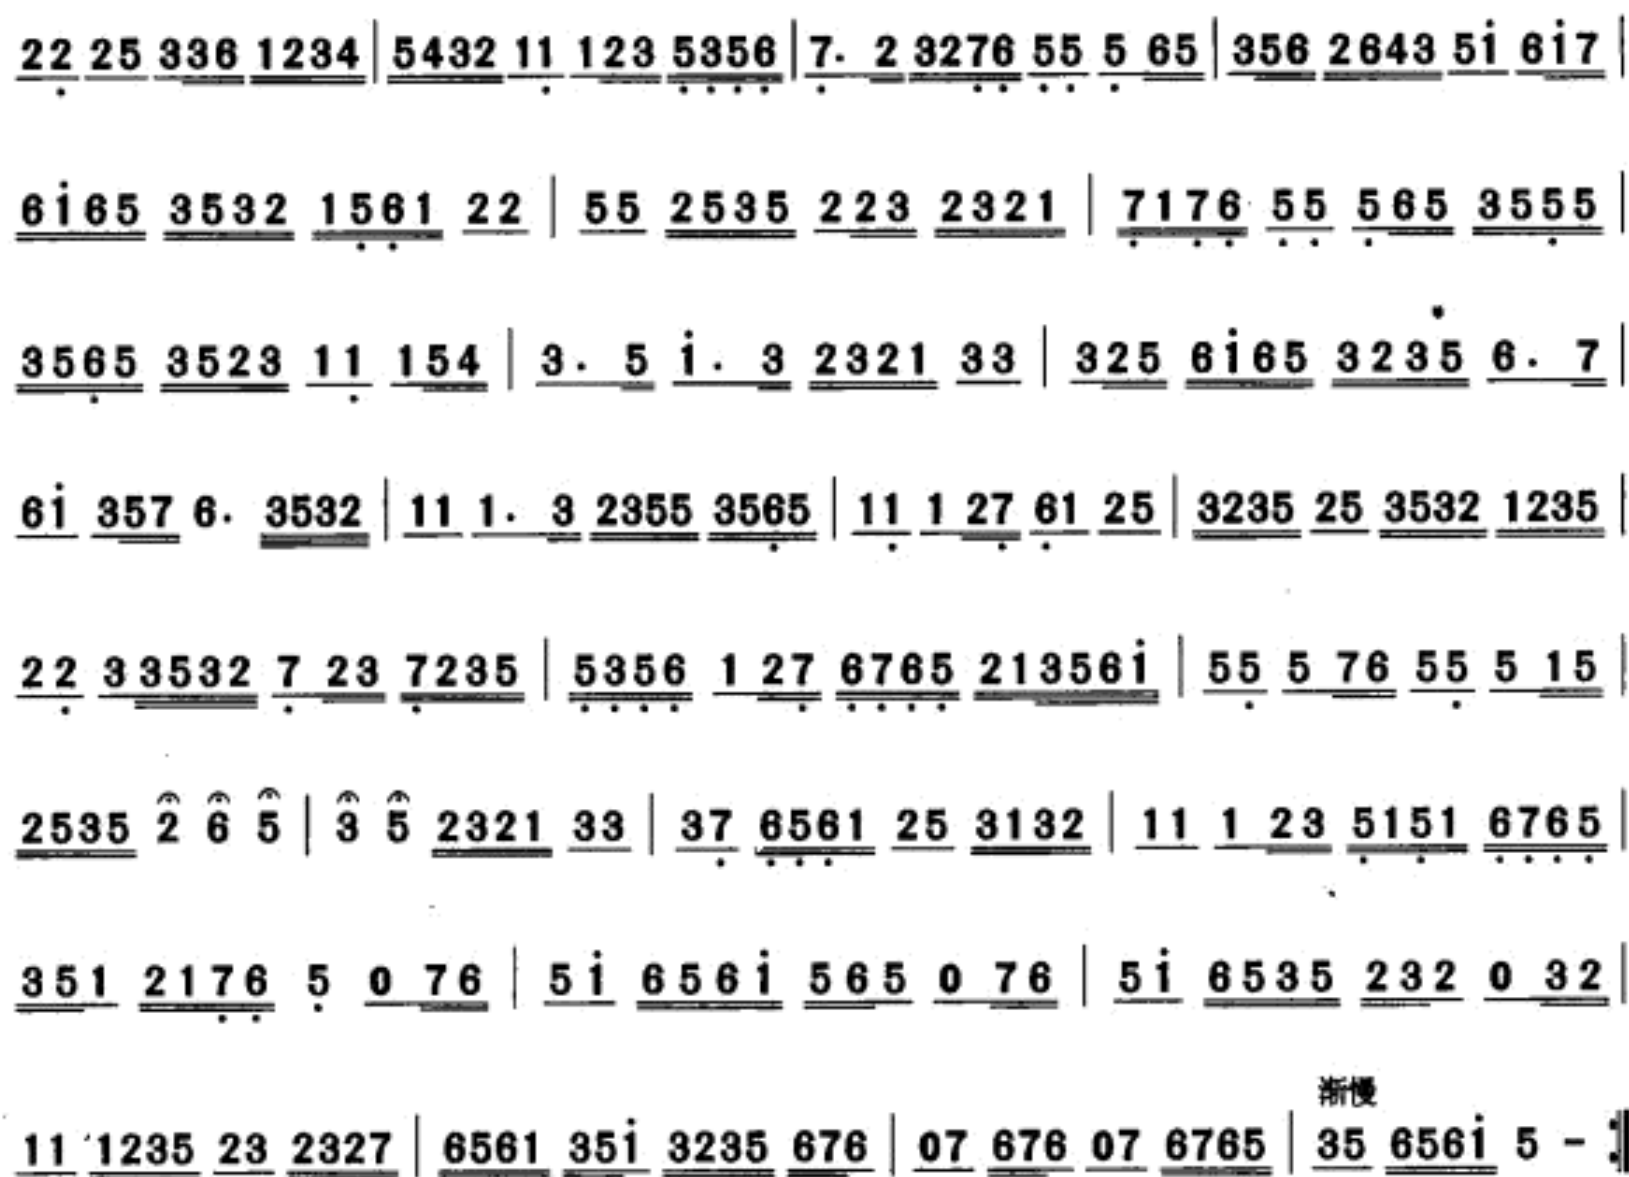 22 25 336 1234 | 5432 11 123 5356 | 7. 2 3276 55 5 65 | 356 2643 5i 6i7 |
6i65 3532 1561 22 | 55 2535 223 2321 | 7176 55 565 3555 |
3565 3523 11 154 | 3. 5 i. 3 2321 33 | 325 6i65 3235 6. 7 |
6i 357 6. 3532 | 11 1. 3 2355 3565 | 11 1 27 61 25 | 3235 25 3532 1235 |
22 3 3532 7 23 7235 | 5356 1 27 6765 21356i | 55 5 76 55 5 15 |
2535 2 6 5 | 3 5 2321 33 | 37 6561 25 3132 | 11 1 23 5151 6765 |
351 2176 5 0 76 | 5i 656i 565 0 76 | 5i 6535 232 0 32 |
渐慢
11 1235 23 2327 | 6561 35i 3235 676 | 07 676 07 6765 | 35 656i 5 - :‖